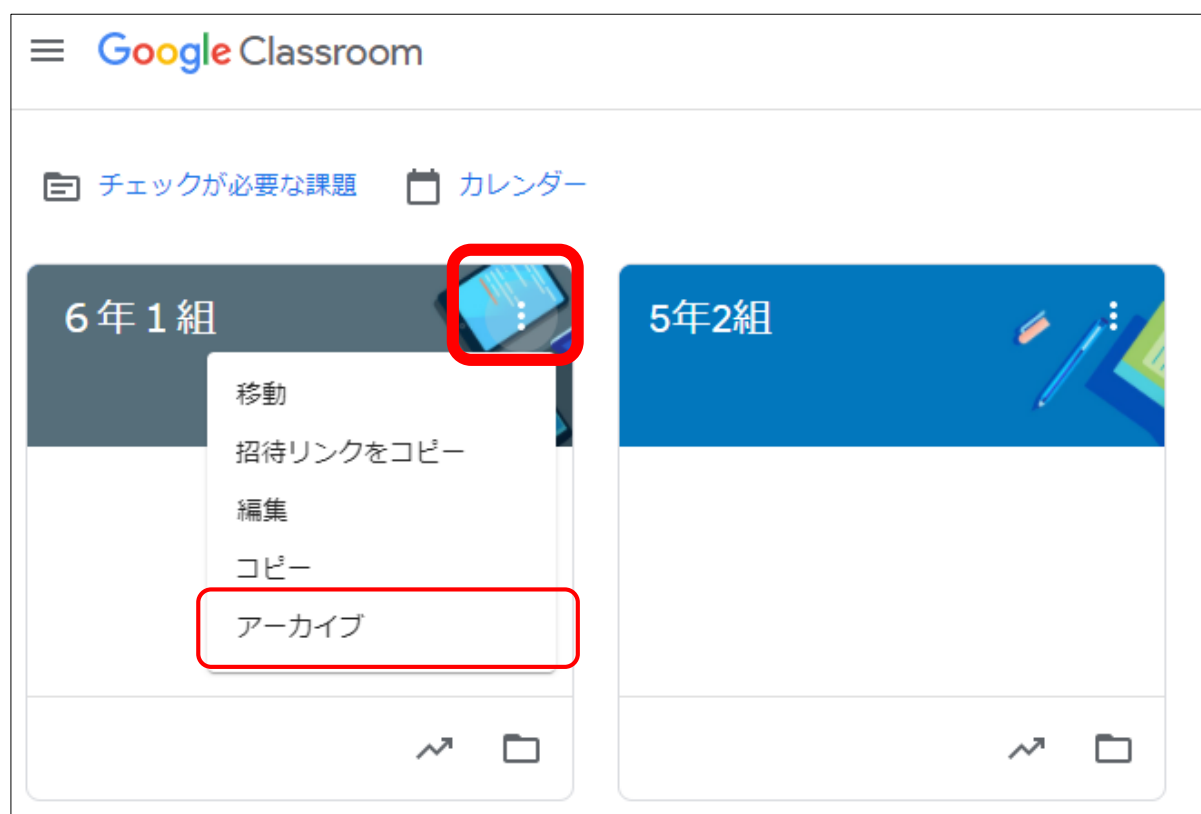 Google Classroom
チェックが必要な課題 カレンダー
６年１組
5年2組
移動
招待リンクをコピー
編集
コピー
アーカイブ